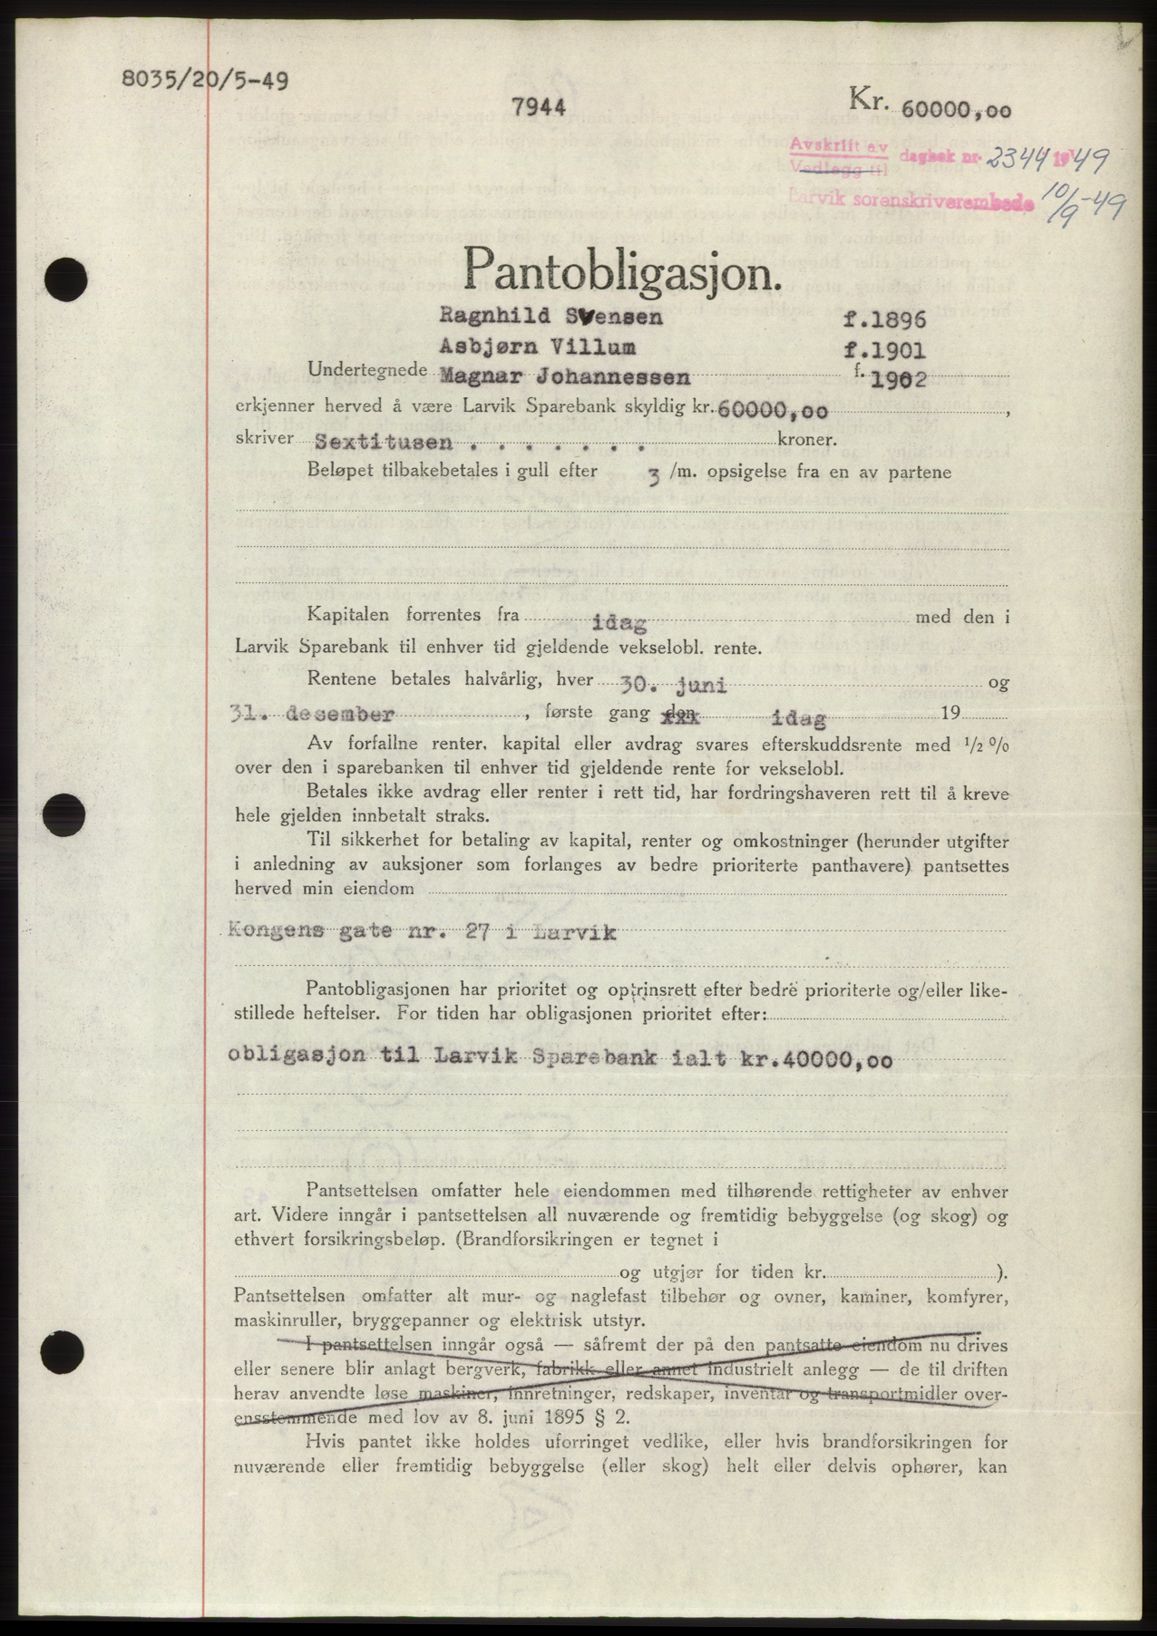 8035/20/5-49
7944
Kr. 60000,oo
Avskrift av
Vedlegg til
dagbok nr. 2344 1949
Larvik sorenskriverembede 10/9-49
Pantobligasjon.
Ragnhild Svensen f.1896
Asbjørn Villum f.1901
Undertegnede Magnar Johannessen f. 1902
erkjenner herved å være Larvik Sparebank skyldig kr. 60000,oo ,
skriver Sextitusen . . . . . . . kroner.
Beløpet tilbakebetales i gull efter 3 /m. opsigelse fra en av partene
Kapitalen forrentes fra idag med den i
Larvik Sparebank til enhver tid gjeldende vekselobl. rente.
Rentene betales halvårlig, hver 30. juni og
31. desember , første gang den idag 19
Av forfallne renter, kapital eller avdrag svares efterskuddsrente med 1/2 %
over den i sparebanken til enhver tid gjeldende rente for vekselobl.
Betales ikke avdrag eller renter i rett tid, har fordringshaveren rett til å kreve
hele gjelden innbetalt straks.
Til sikkerhet for betaling av kapital, renter og omkostninger (herunder utgifter
i anledning av auksjoner som forlanges av bedre prioriterte panthavere) pantsettes
herved min eiendom
Kongens gate nr. 27 i Larvik
Pantobligasjonen har prioritet og optrinsrett efter bedre prioriterte og/eller like-
stillede heftelser. For tiden har obligasjonen prioritet efter:
obligasjon til Larvik Sparebank ialt kr.40000,oo
Pantsettelsen omfatter hele eiendommen med tilhørende rettigheter av enhver
art. Videre inngår i pantsettelsen all nuværende og fremtidig bebyggelse (og skog) og
ethvert forsikringsbeløp. (Brandforsikringen er tegnet i
og utgjør for tiden kr. ).
Pantsettelsen omfatter alt mur- og naglefast tilbehør og ovner, kaminer, komfyrer,
maskinruller, bryggepanner og elektrisk utstyr.
I pantsettelsen inngår også — såfremt der på den pantsatte eiendom nu drives
eller senere blir anlagt bergverk, fabrikk eller annet industrielt anlegg — de til driften
herav anvendte løse maskiner, innretninger, redskaper, inventar og transportmidler over-
ensstemmende med lov av 8. juni 1895 § 2.
Hvis pantet ikke holdes uforringet vedlike, eller hvis brandforsikringen for
nuværende eller fremtidig bebyggelse (eller skog) helt eller delvis ophører, kan